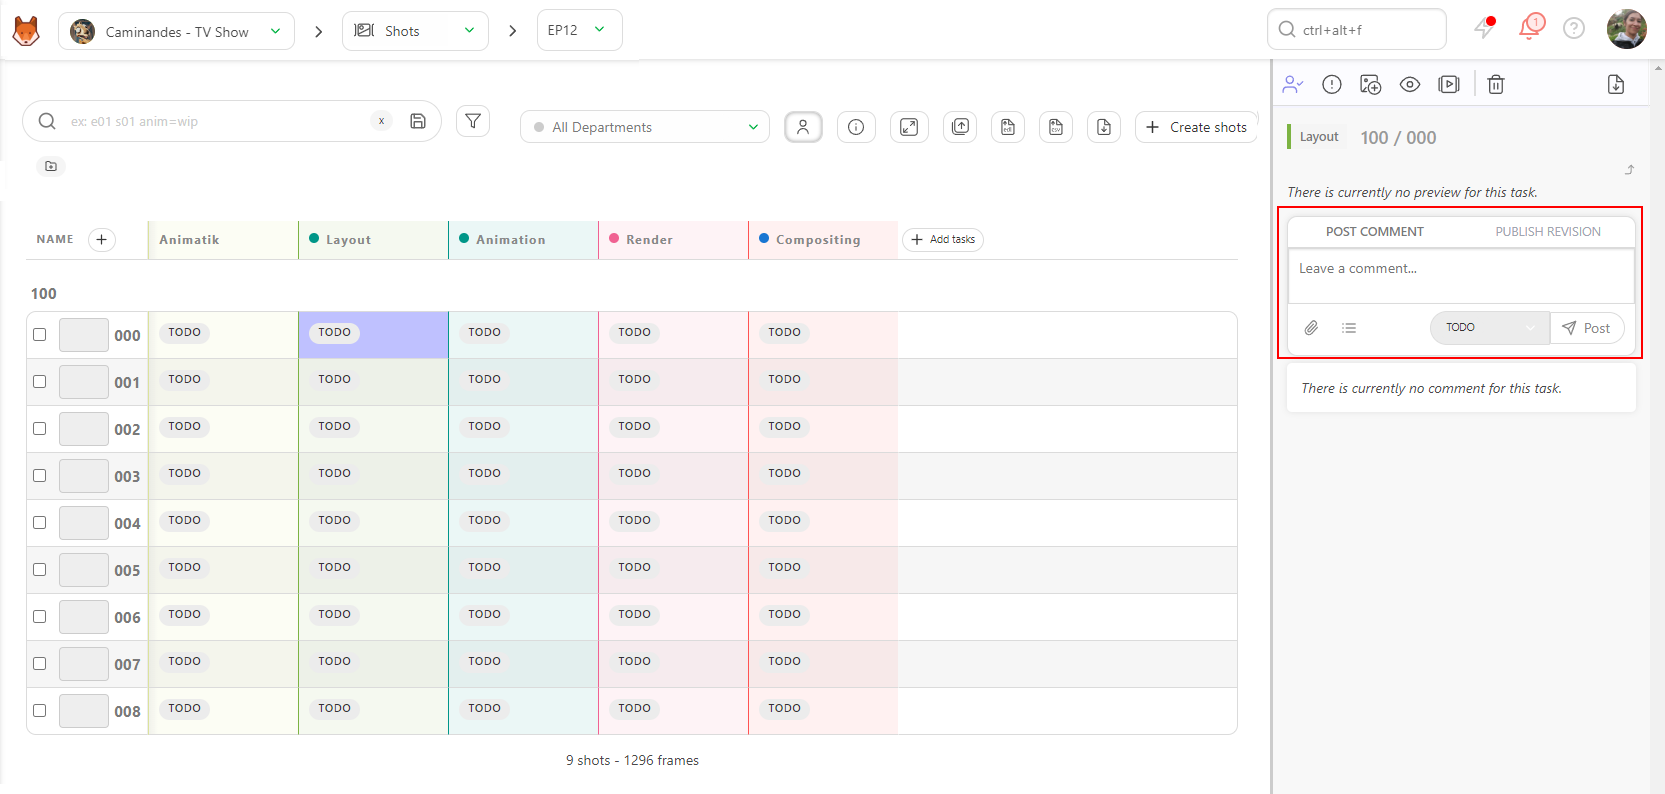 Caminandes - TV Show
Shots
EP12
ctrl+alt+f
1
ex: e01 s01 anim=wip
x
All Departments
edl
csv
Create shots
NAME
Animatik
Layout
Animation
Render
Compositing
Add tasks
100
000 TODO TODO TODO TODO TODO
001 TODO TODO TODO TODO TODO
002 TODO TODO TODO TODO TODO
003 TODO TODO TODO TODO TODO
004 TODO TODO TODO TODO TODO
005 TODO TODO TODO TODO TODO
006 TODO TODO TODO TODO TODO
007 TODO TODO TODO TODO TODO
008 TODO TODO TODO TODO TODO
9 shots - 1296 frames
Layout
100 / 000
There is currently no preview for this task.
POST COMMENT
PUBLISH REVISION
Leave a comment...
TODO
Post
There is currently no comment for this task.